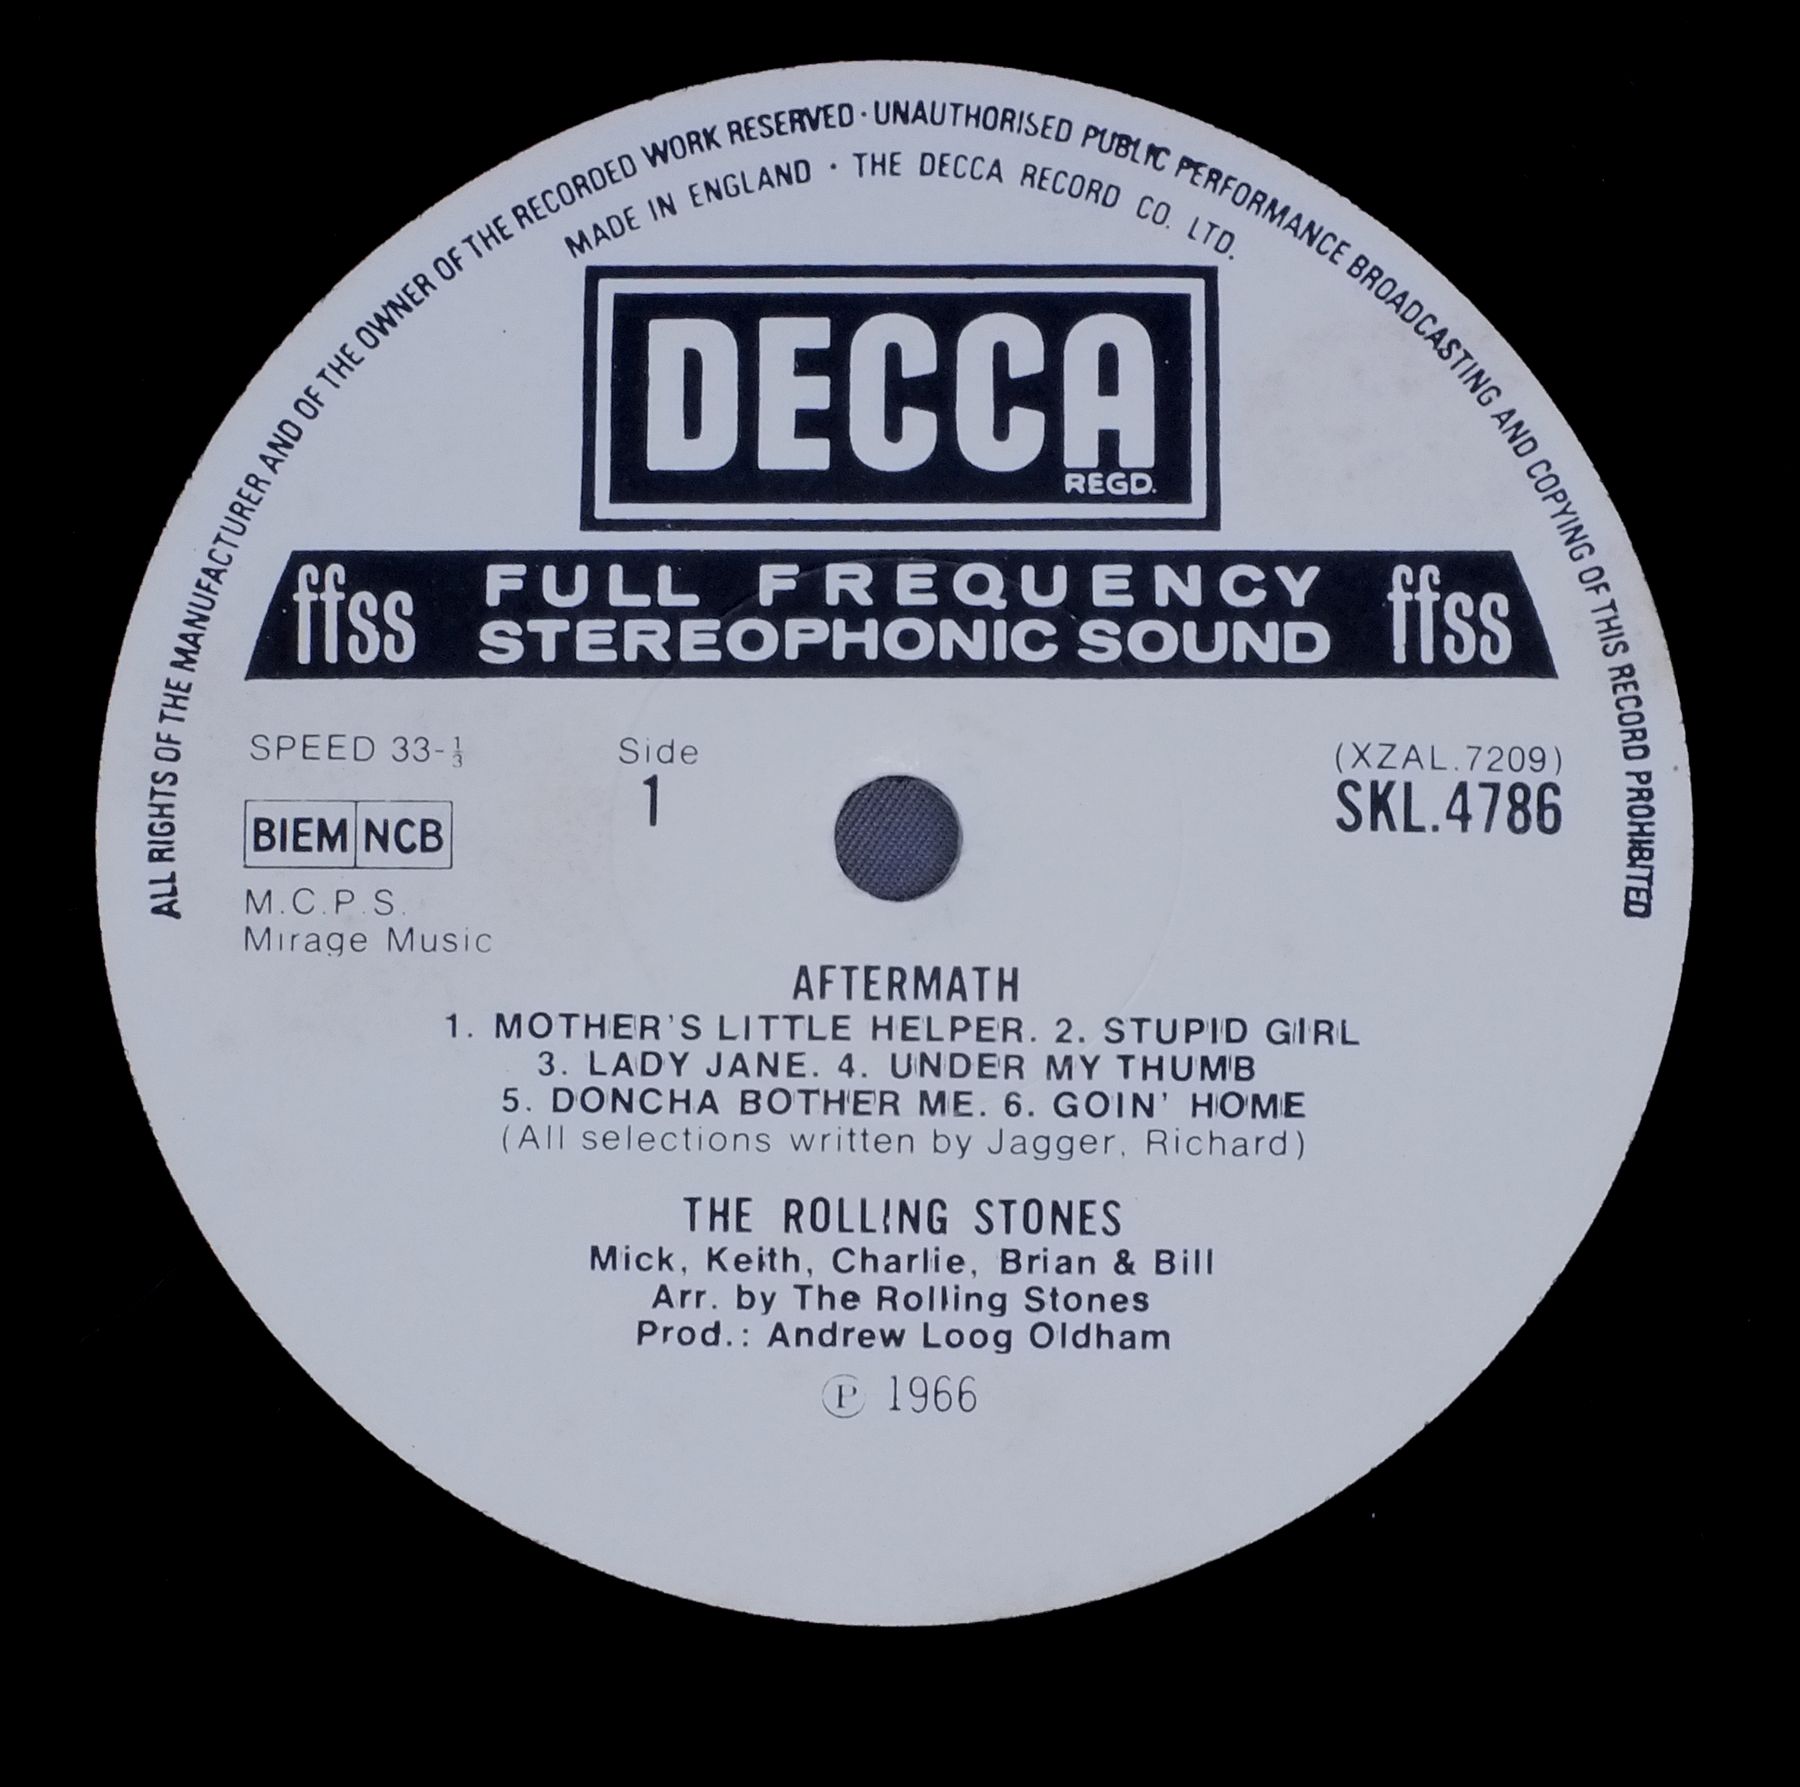 ALL RIGHTS OF THE MANUFACTURER AND OF THE OWNER OF THE RECORDED WORK RESERVED · UNAUTHORISED PUBLIC PERFORMANCE BROADCASTING AND COPYING OF THIS RECORD PROHIBITED
MADE IN ENGLAND · THE DECCA RECORD CO. LTD.
DECCA
REGD.
ffss FULL FREQUENCY ffss
STEREOPHONIC SOUND
SPEED 33-⅓ Side (XZAL.7209)
1 SKL.4786
BIEM NCB
M.C.P.S.
Mirage Music
AFTERMATH
1. MOTHER'S LITTLE HELPER. 2. STUPID GIRL
3. LADY JANE. 4. UNDER MY THUMB
5. DONCHA BOTHER ME. 6. GOIN' HOME
(All selections written by Jagger, Richard)
THE ROLLING STONES
Mick, Keith, Charlie, Brian & Bill
Arr. by The Rolling Stones
Prod.: Andrew Loog Oldham
℗ 1966